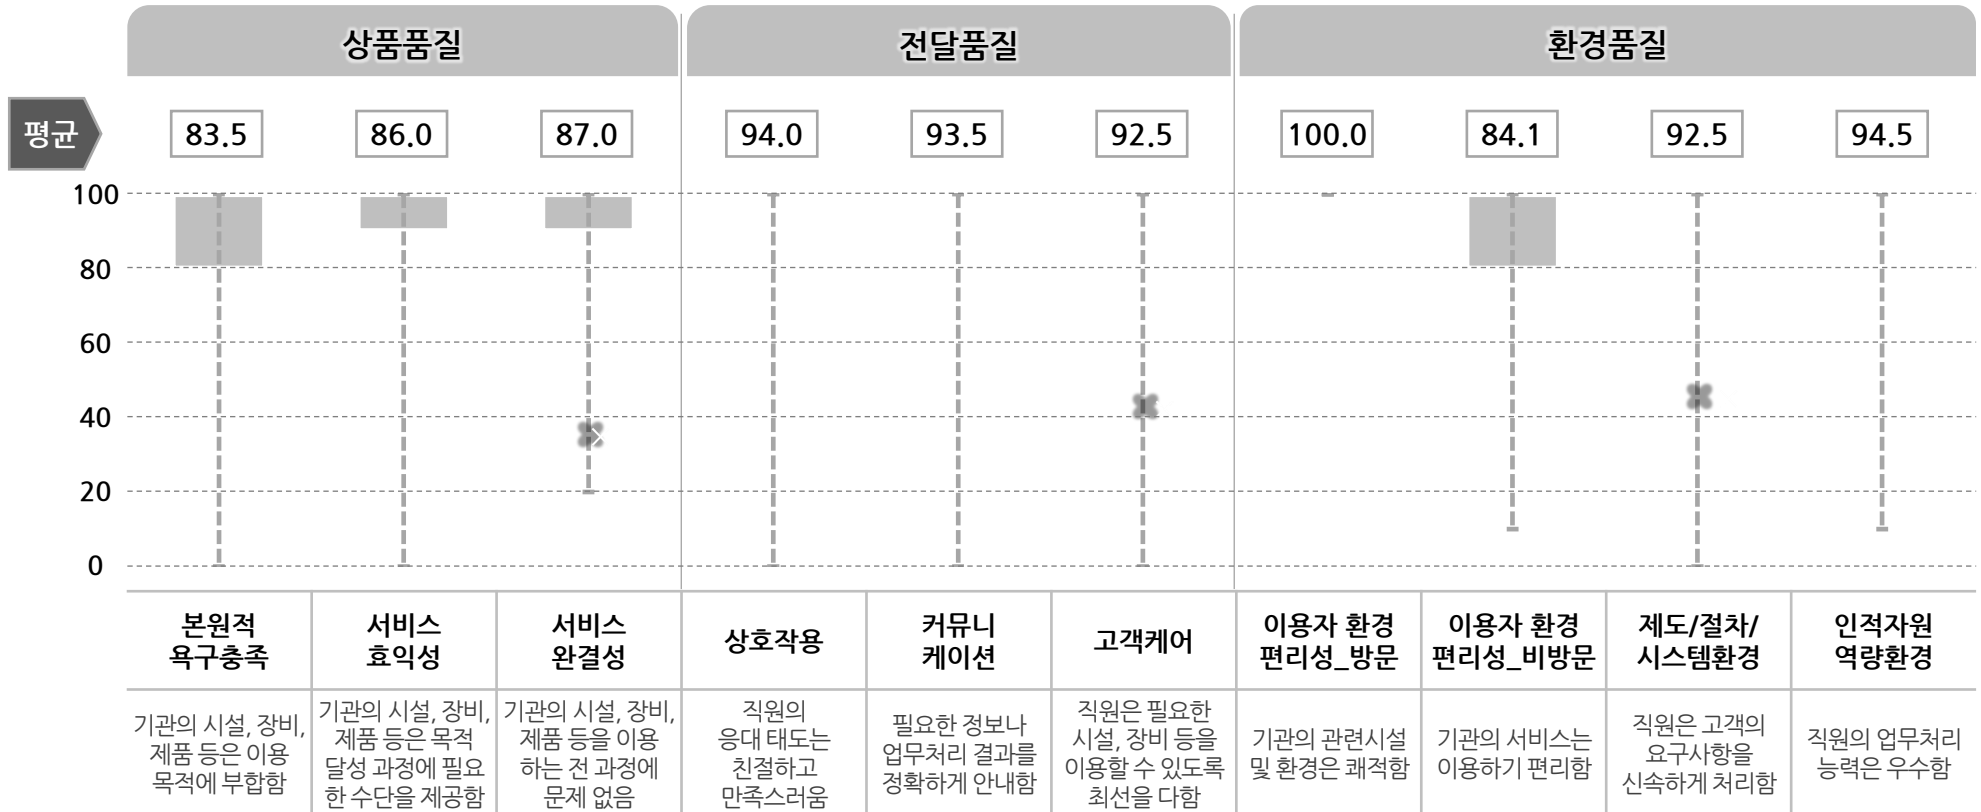 상품품질
전달품질
환경품질
평균
83.5
86.0
87.0
94.0
93.5
92.5
100.0
84.1
92.5
94.5
100
80
60
40
20
0
본원적
욕구충족
서비스
효익성
서비스
완결성
상호작용
커뮤니
케이션
고객케어
이용자 환경
편리성_방문
이용자 환경
편리성_비방문
제도/절차/
시스템환경
인적자원
역량환경
기관의 시설, 장비,
제품 등은 이용
목적에 부합함
기관의 시설, 장비,
제품 등은 목적
달성 과정에 필요
한 수단을 제공함
기관의 시설, 장비,
제품 등을 이용
하는 전 과정에
문제 없음
직원의
응대 태도는
친절하고
만족스러움
필요한 정보나
업무처리 결과를
정확하게 안내함
직원은 필요한
시설, 장비 등을
이용할 수 있도록
최선을 다함
기관의 관련시설
및 환경은 쾌적함
기관의 서비스는
이용하기 편리함
직원은 고객의
요구사항을
신속하게 처리함
직원의 업무처리
능력은 우수함